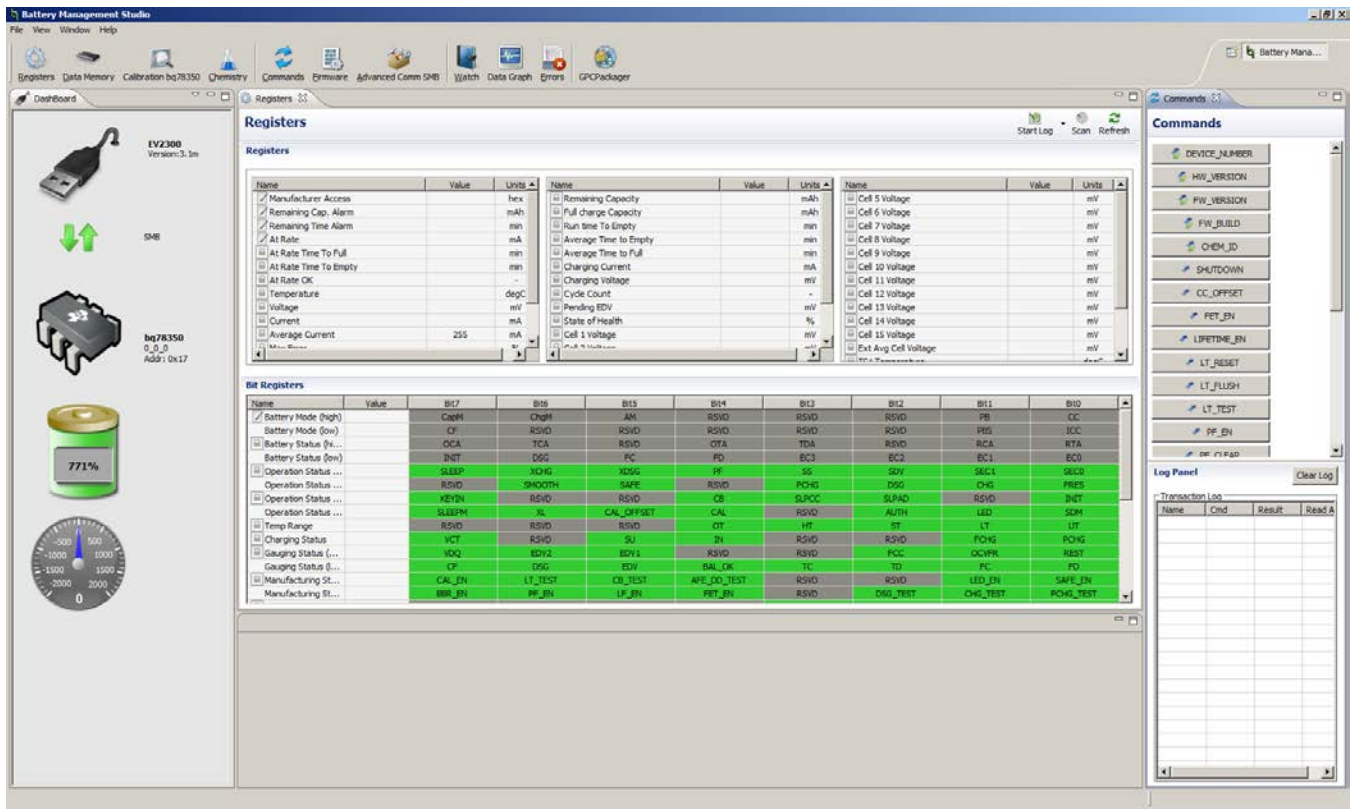 Battery Management Studio
File View Window Help
Registers Data Memory Calibration bq78350 Chemistry Commands Firmware Advanced Comm SMB Watch Data Graph Errors GPCPackager
Battery Mana...
DashBoard
Registers
Commands
Registers
Start Log Scan Refresh
Commands
Registers
EV2300
Version:3.1m
SMB
bq78350
0_0_0
Addr: 0x17
771%
-500 500
-1000 1000
-1500 1500
-2000 2000
0
Name Value Units
Manufacturer Access hex
Remaining Cap. Alarm mAh
Remaining Time Alarm min
At Rate mA
At Rate Time To Full min
At Rate Time To Empty min
At Rate OK -
Temperature degC
Voltage mV
Current mA
Average Current 255 mA
Name Value Units
Remaining Capacity mAh
Full charge Capacity mAh
Run time To Empty min
Average Time to Empty min
Average Time to Full min
Charging Current mA
Charging Voltage mV
Cycle Count -
Pending EDV mV
State of Health %
Cell 1 Voltage mV
Name Value Units
Cell 5 Voltage mV
Cell 6 Voltage mV
Cell 7 Voltage mV
Cell 8 Voltage mV
Cell 9 Voltage mV
Cell 10 Voltage mV
Cell 11 Voltage mV
Cell 12 Voltage mV
Cell 13 Voltage mV
Cell 14 Voltage mV
Cell 15 Voltage mV
Ext Avg Cell Voltage mV
Bit Registers
Name Value Bit7 Bit6 Bit5 Bit4 Bit3 Bit2 Bit1 Bit0
Battery Mode (high) CapM ChgM AM RSVD RSVD RSVD PB CC
Battery Mode (low) CF RSVD RSVD RSVD RSVD RSVD PBS ICC
Battery Status (hi... OCA TCA RSVD OTA TDA RSVD RCA RTA
Battery Status (low) INIT DSG FC FD EC3 EC2 EC1 EC0
Operation Status ... SLEEP XCHG XDSG PF SS SDV SEC1 SEC0
Operation Status ... RSVD SMOOTH SAFE RSVD PCHG DSG CHG PRES
Operation Status ... KEYIN RSVD RSVD CB SLPCC SLPAD RSVD INIT
Operation Status ... SLEEPM XL CAL_OFFSET CAL RSVD AUTH LED SDM
Temp Range RSVD RSVD RSVD OT HT ST LT UT
Charging Status VCT RSVD SU IN RSVD RSVD FCHG PCHG
Gauging Status (... VDQ EDV2 EDV1 RSVD RSVD FCC OCVFR REST
Gauging Status (l... CF DSG EDV BAL_OK TC TD FC FD
Manufacturing St... CAL_EN LT_TEST CB_TEST AFE_DD_TEST RSVD RSVD LED_EN SAFE_EN
Manufacturing St... BBR_EN PF_EN LF_EN FET_EN RSVD DSG_TEST CHG_TEST PCHG_TEST
DEVICE_NUMBER
HW_VERSION
FW_VERSION
FW_BUILD
CHEM_ID
SHUTDOWN
CC_OFFSET
FET_EN
LIFETIME_EN
LT_RESET
LT_FLUSH
LT_TEST
PF_EN
Log Panel
Clear Log
Transaction Log
Name Cmd Result Read A